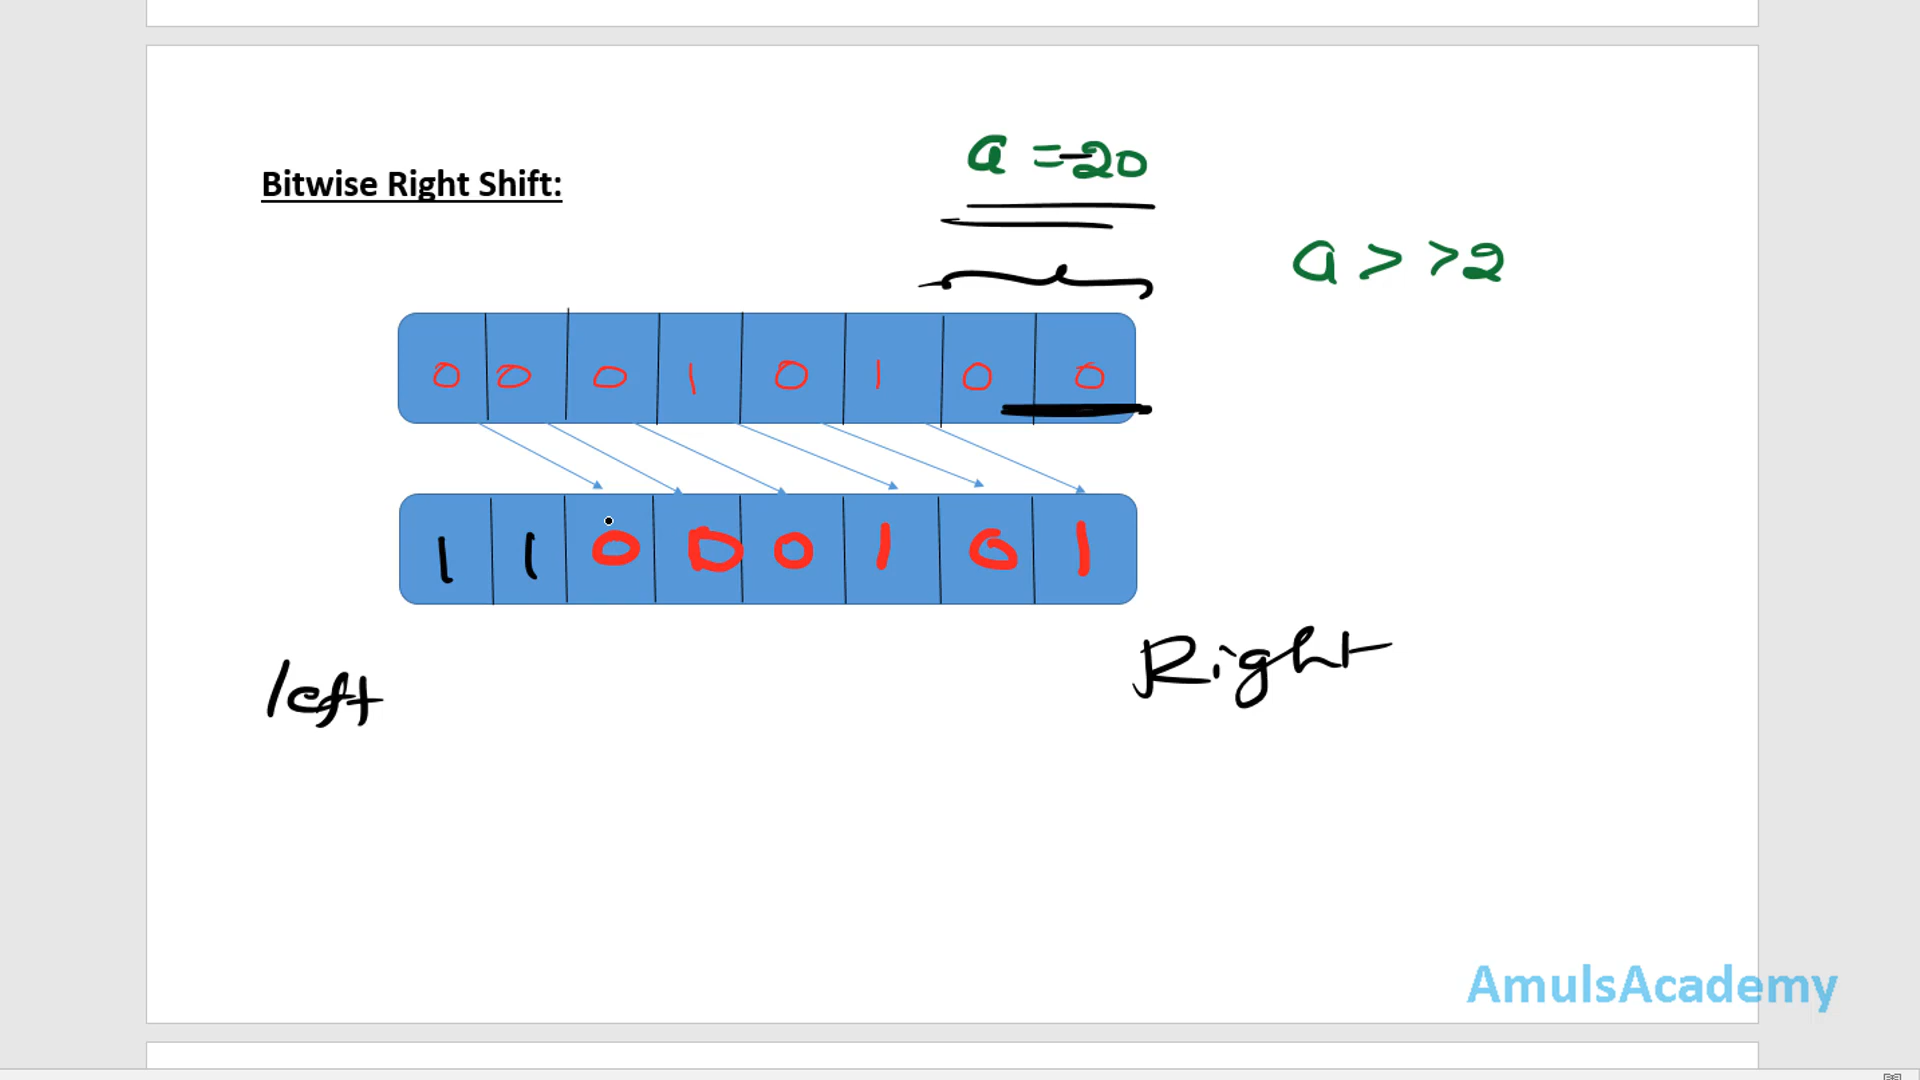 a = -20
Bitwise Right Shift:
a > > 2
0 0 0 1 0 1 0 0
1 1 0 0 0 1 0 1
left
Right
AmulsAcademy